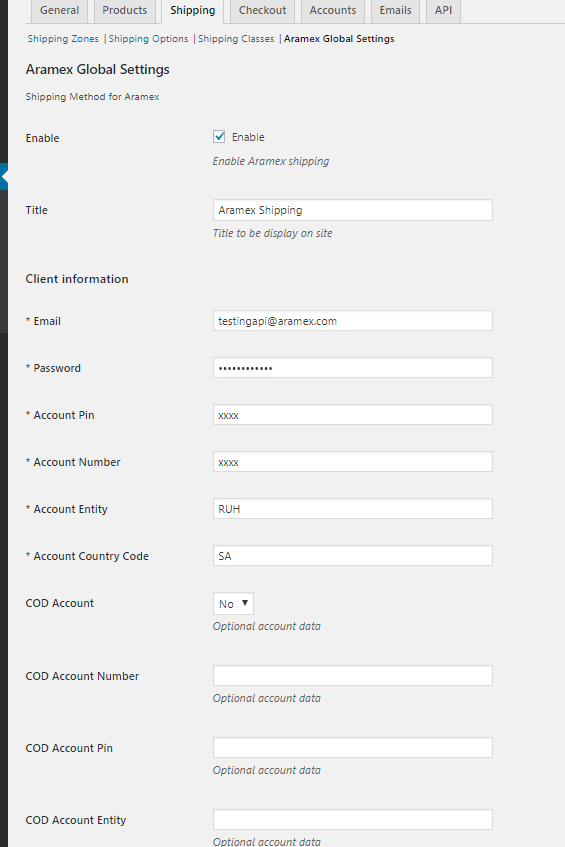 General Products Shipping Checkout Accounts Emails API
Shipping Zones | Shipping Options | Shipping Classes | Aramex Global Settings
Aramex Global Settings
Shipping Method for Aramex
Enable Enable
Enable Aramex shipping
Title Aramex Shipping
Title to be display on site
Client information
* Email testingapi@aramex.com
* Password ••••••••••••
* Account Pin xxxx
* Account Number xxxx
* Account Entity RUH
* Account Country Code SA
COD Account No
Optional account data
COD Account Number
Optional account data
COD Account Pin
Optional account data
COD Account Entity
Optional account data